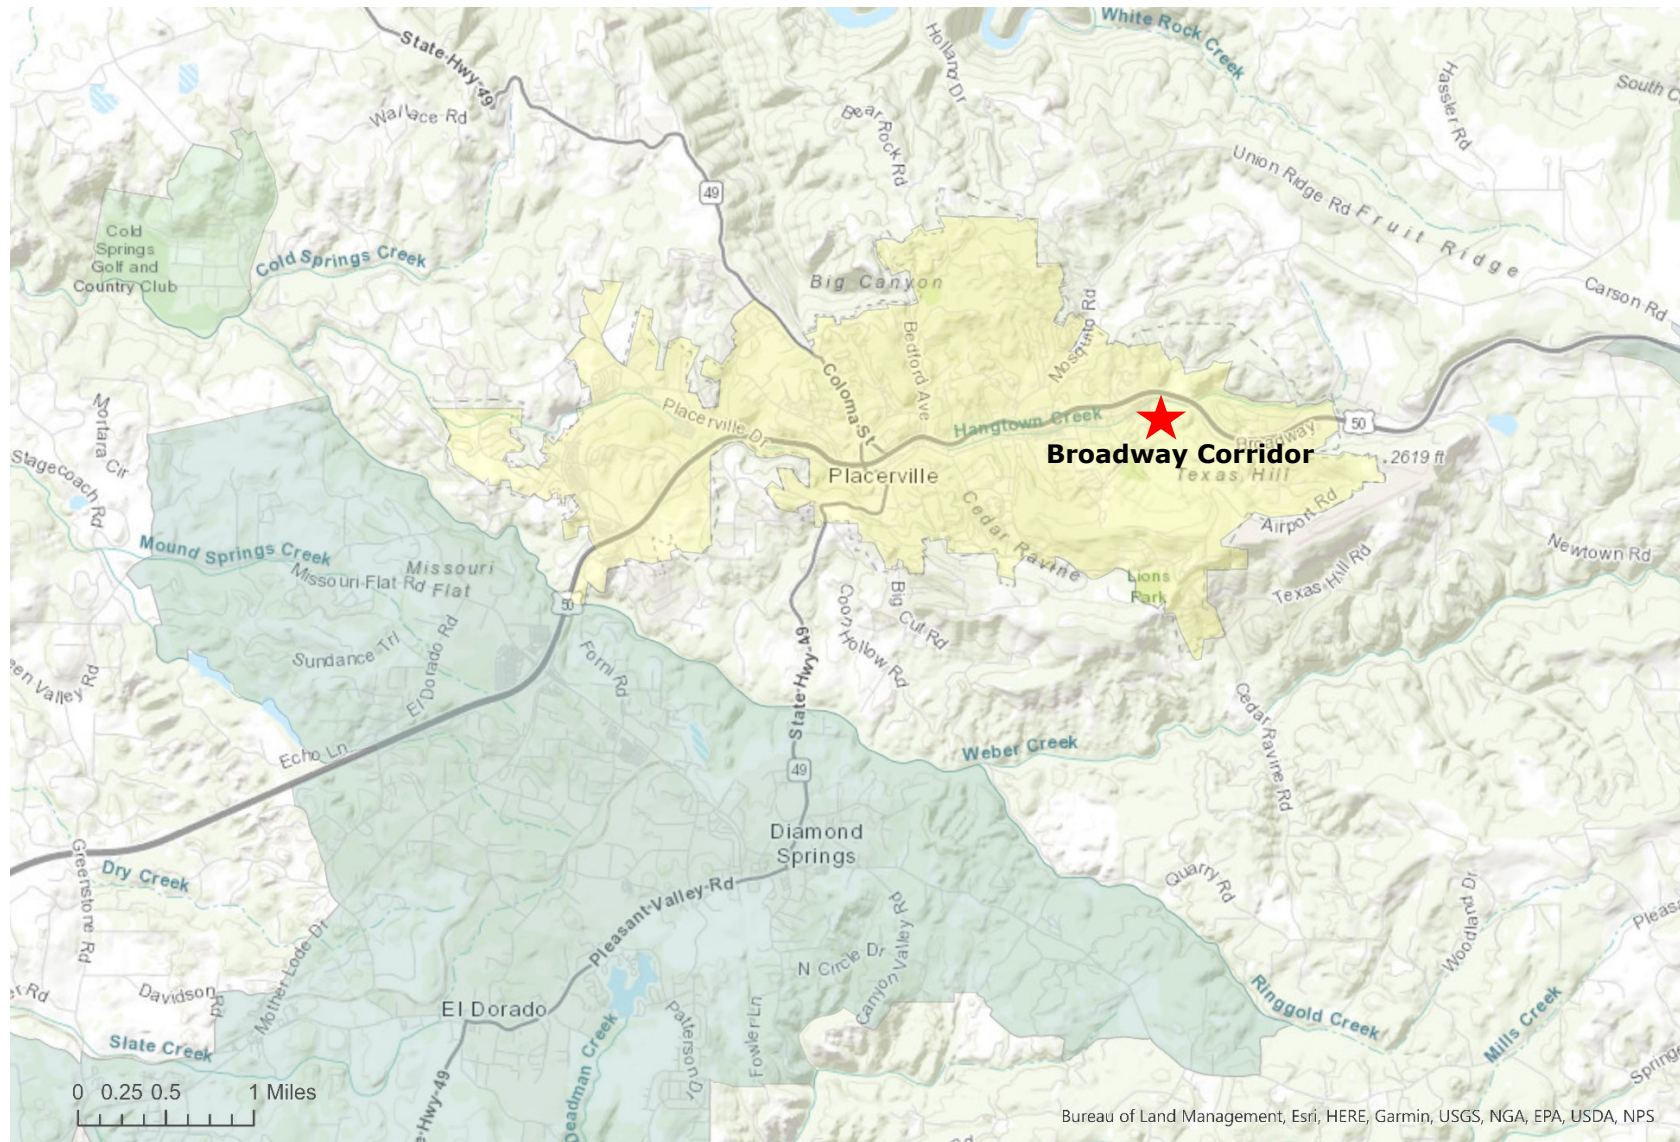 White Rock Creek
State Hwy 49
Holland Dr
Hassler Rd
South C
Wallace Rd
Bear Rock Rd
Union Ridge Rd
Fruit Ridge
49
Cold
Springs
Golf and
Country Club
Cold Springs Creek
Big Canyon
Mosquito Rd
Carson Rd
Bedford Ave
Coloma St
Placerville Dr
Hangtown Creek
50
Broadway
Broadway Corridor
Mortara Cir
Stagecoach Rd
Placerville
Texas Hill
2619 ft
Cedar Ravine
Airport Rd
Mound Springs Creek
Missouri
Flat
Missouri Flat Rd
Newtown Rd
Texas Hill Rd
Lions
Park
50
Coon Hollow Rd
Big Cut Rd
Sundance Trl
El Dorado Rd
Forni Rd
een Valley Rd
State Hwy 49
Cedar Ravine Rd
Echo Ln
Weber Creek
49
Diamond
Springs
Greenstone Rd
Dry Creek
Pleasant Valley Rd
Quarry Rd
Woodland Dr
Pleasa
N Circle Dr
Canyon Valley Rd
Mother Lode Dr
er Rd
Davidson Rd
El Dorado
Patterson Dr
Fowler Ln
Ringgold Creek
Mills Creek
Slate Creek
Deadman Creek
Springe
e Hwy 49
0 0.25 0.5 1 Miles
Bureau of Land Management, Esri, HERE, Garmin, USGS, NGA, EPA, USDA, NPS